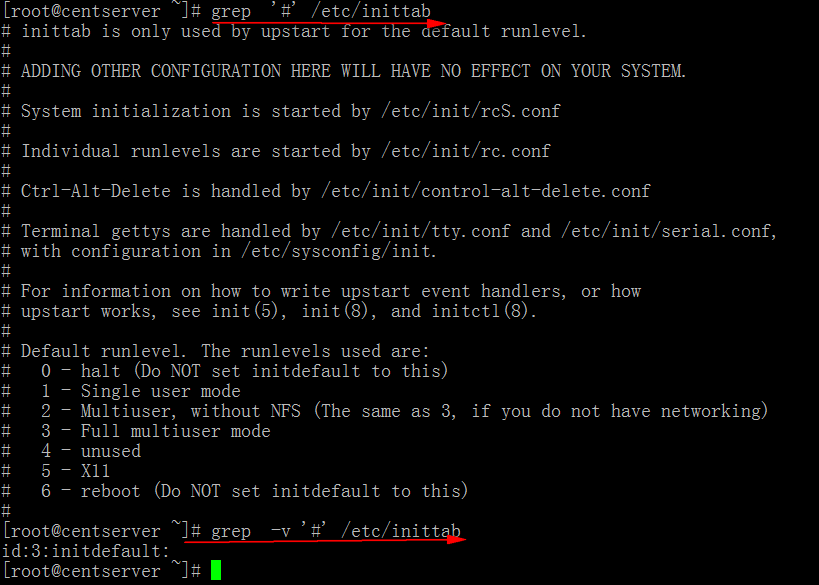 [root@centserver ~]# grep  '#' /etc/inittab
# inittab is only used by upstart for the default runlevel.
#
# ADDING OTHER CONFIGURATION HERE WILL HAVE NO EFFECT ON YOUR SYSTEM.
#
# System initialization is started by /etc/init/rcS.conf
#
# Individual runlevels are started by /etc/init/rc.conf
#
# Ctrl-Alt-Delete is handled by /etc/init/control-alt-delete.conf
#
# Terminal gettys are handled by /etc/init/tty.conf and /etc/init/serial.conf,
# with configuration in /etc/sysconfig/init.
#
# For information on how to write upstart event handlers, or how
# upstart works, see init(5), init(8), and initctl(8).
#
# Default runlevel. The runlevels used are:
#   0 - halt (Do NOT set initdefault to this)
#   1 - Single user mode
#   2 - Multiuser, without NFS (The same as 3, if you do not have networking)
#   3 - Full multiuser mode
#   4 - unused
#   5 - X11
#   6 - reboot (Do NOT set initdefault to this)
#
[root@centserver ~]# grep  -v '#' /etc/inittab
id:3:initdefault:
[root@centserver ~]#